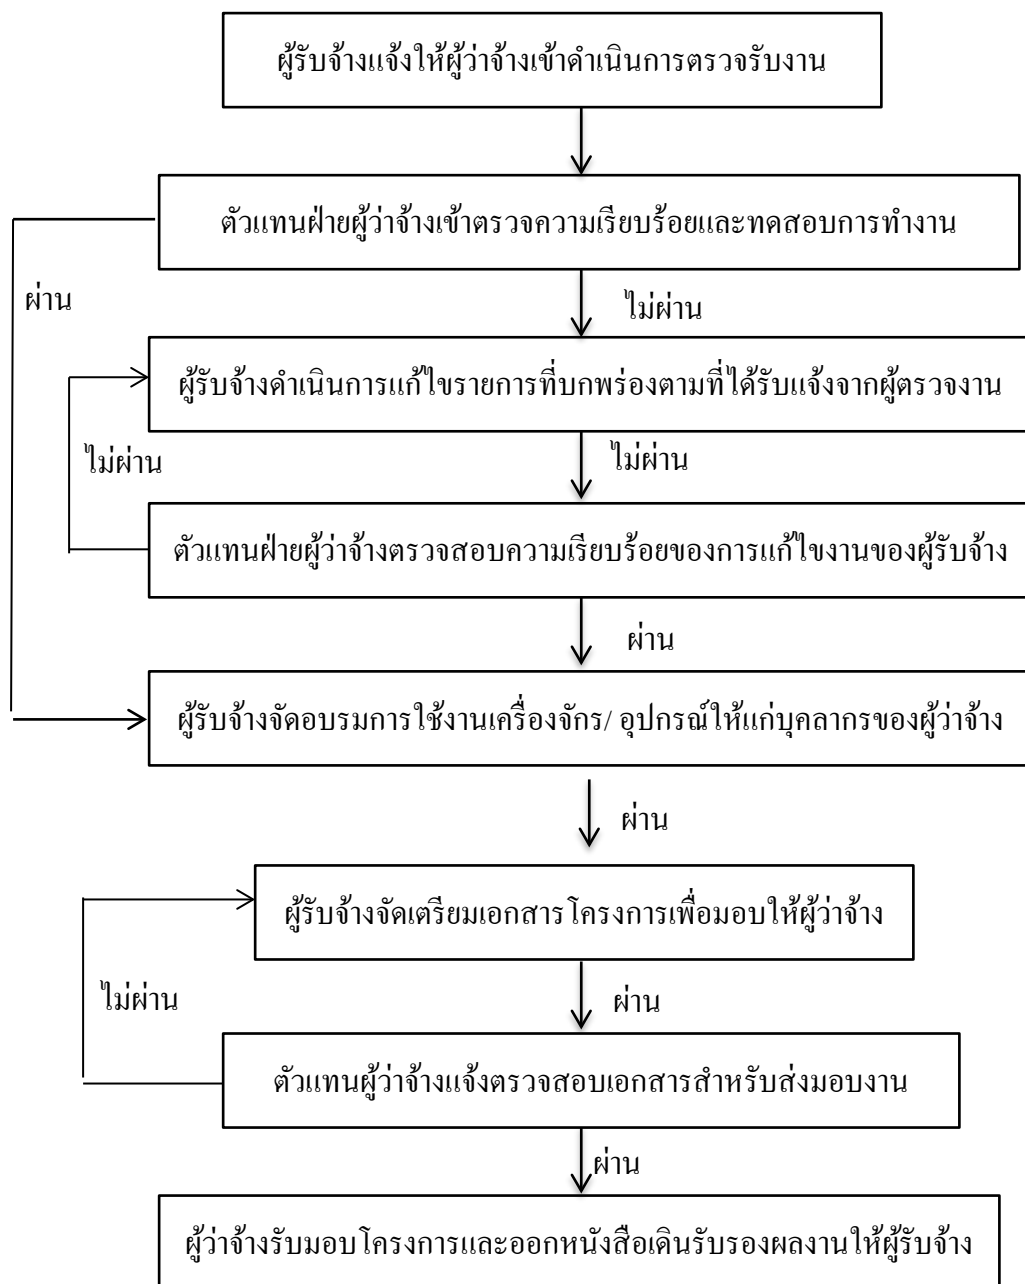 ผู้รับจ้างแจ้งให้ผู้ว่าจ้างเข้าดำเนินการตรวจรับงาน
ตัวแทนฝ่ายผู้ว่าจ้างเข้าตรวจความเรียบร้อยและทดสอบการทำงาน
ผ่าน
ไม่ผ่าน
ผู้รับจ้างดำเนินการแก้ไขรายการที่บกพร่องตามที่ได้รับแจ้งจากผู้ตรวจงาน
ไม่ผ่าน
ไม่ผ่าน
ตัวแทนฝ่ายผู้ว่าจ้างตรวจสอบความเรียบร้อยของการแก้ไขงานของผู้รับจ้าง
ผ่าน
ผู้รับจ้างจัดอบรมการใช้งานเครื่องจักร/ อุปกรณ์ให้แก่บุคลากรของผู้ว่าจ้าง
ผ่าน
ผู้รับจ้างจัดเตรียมเอกสารโครงการเพื่อมอบให้ผู้ว่าจ้าง
ไม่ผ่าน
ผ่าน
ตัวแทนผู้ว่าจ้างแจ้งตรวจสอบเอกสารสำหรับส่งมอบงาน
ผ่าน
ผู้ว่าจ้างรับมอบโครงการและออกหนังสือเดินรับรองผลงานให้ผู้รับจ้าง